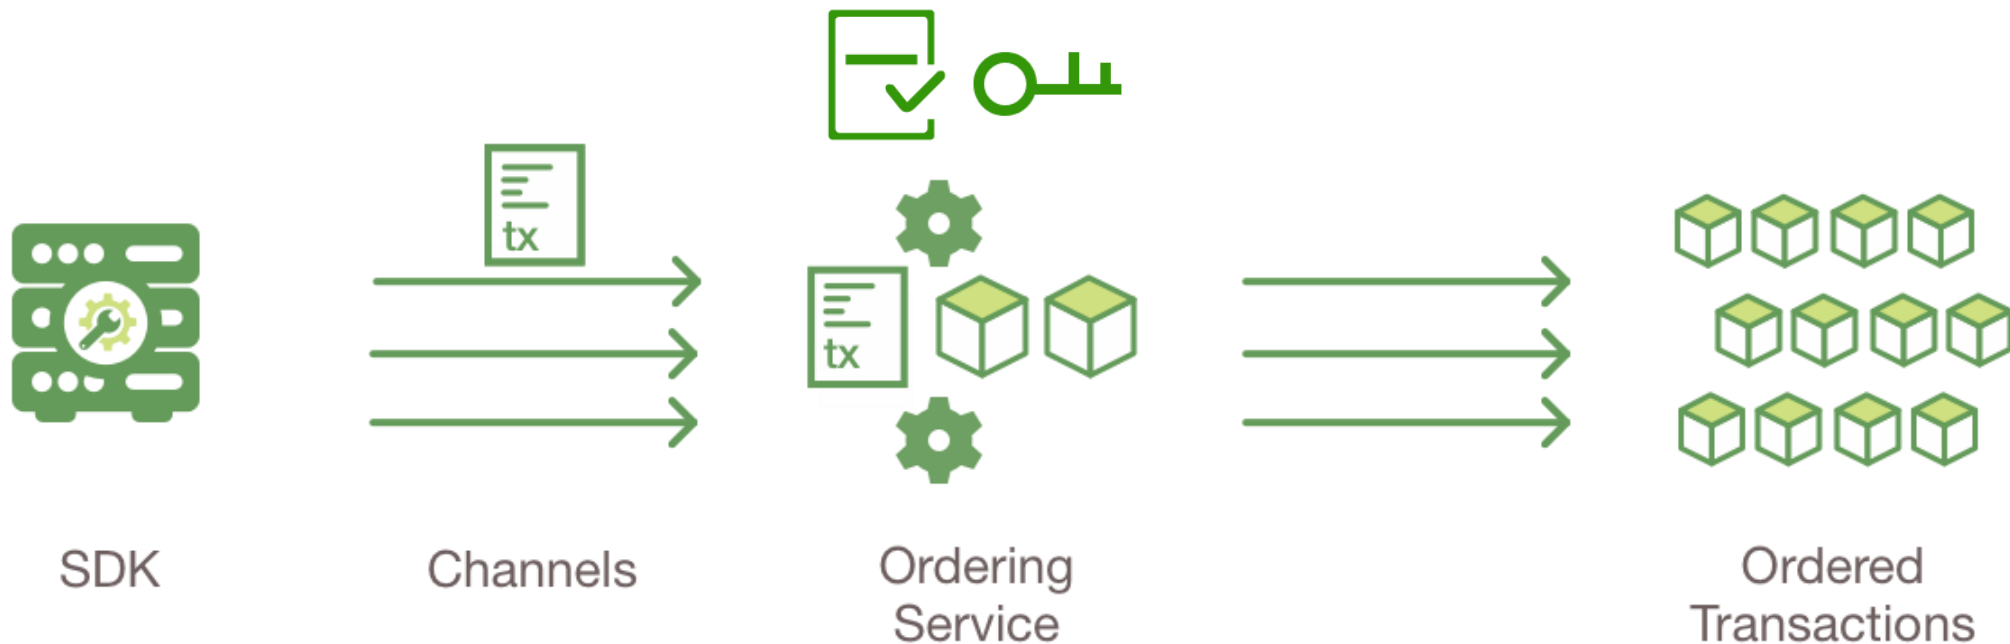 tx
tx
SDK
Channels
Ordering
Service
Ordered
Transactions